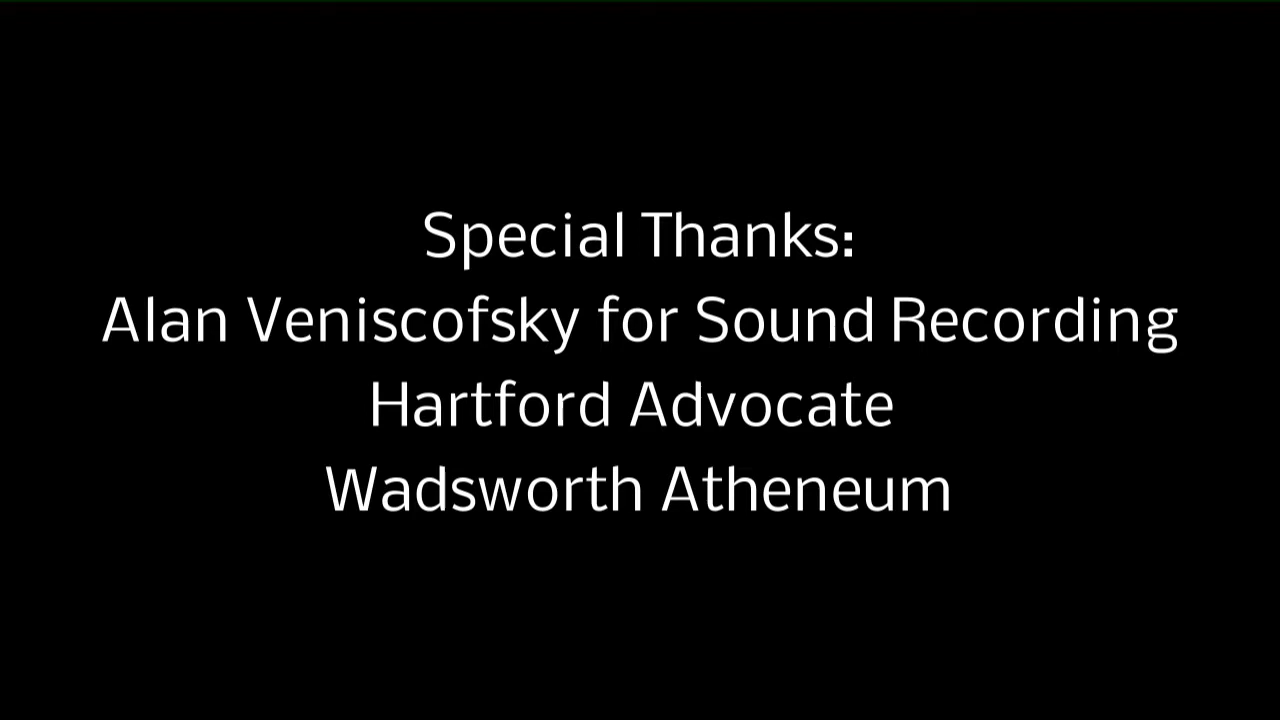 Special Thanks:
Alan Veniscofsky for Sound Recording
Hartford Advocate
Wadsworth Atheneum